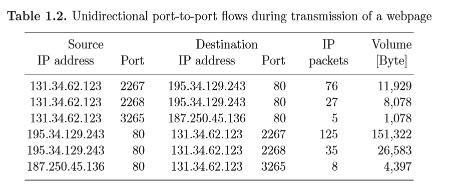 Table 1.2. Unidirectional port-to-port flows during transmission of a webpage
Source Destination IP Volume
IP address Port IP address Port packets [Byte]
131.34.62.123 2267 195.34.129.243 80 76 11,929
131.34.62.123 2268 195.34.129.243 80 27 8,078
131.34.62.123 3265 187.250.45.136 80 5 1,078
195.34.129.243 80 131.34.62.123 2267 125 151,322
195.34.129.243 80 131.34.62.123 2268 35 26,583
187.250.45.136 80 131.34.62.123 3265 8 4,397